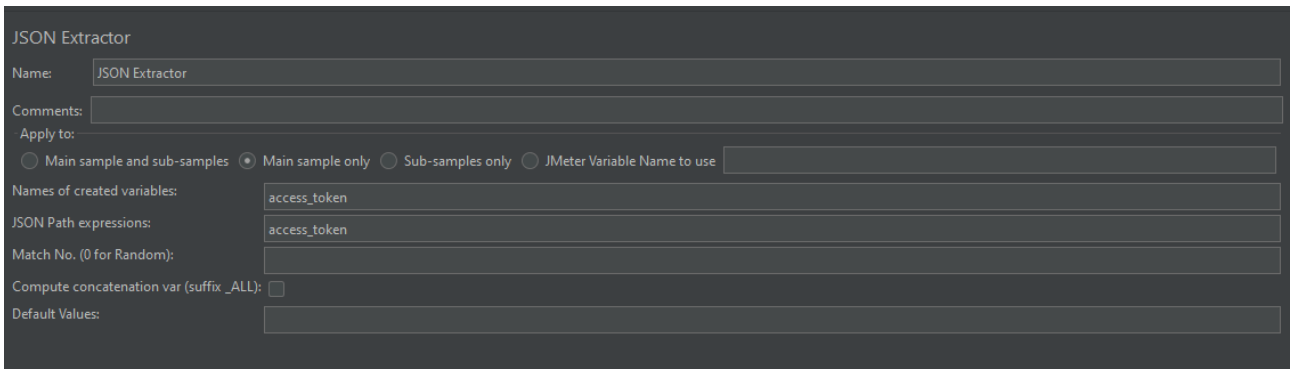 JSON Extractor
Name: JSON Extractor
Comments:
Apply to:
Main sample and sub-samples Main sample only Sub-samples only JMeter Variable Name to use
Names of created variables: access_token
JSON Path expressions: access_token
Match No. (0 for Random):
Compute concatenation var (suffix _ALL):
Default Values: